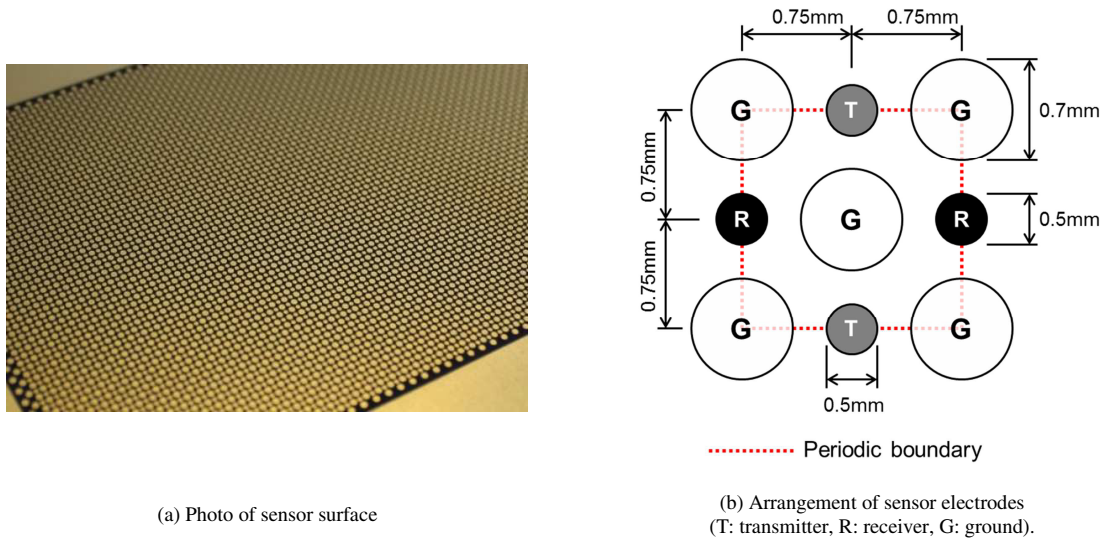 0.75mm 0.75mm
G T G
0.7mm
0.75mm
R G R
0.5mm
0.75mm
G T G
0.5mm
Periodic boundary
(a) Photo of sensor surface
(b) Arrangement of sensor electrodes
(T: transmitter, R: receiver, G: ground).